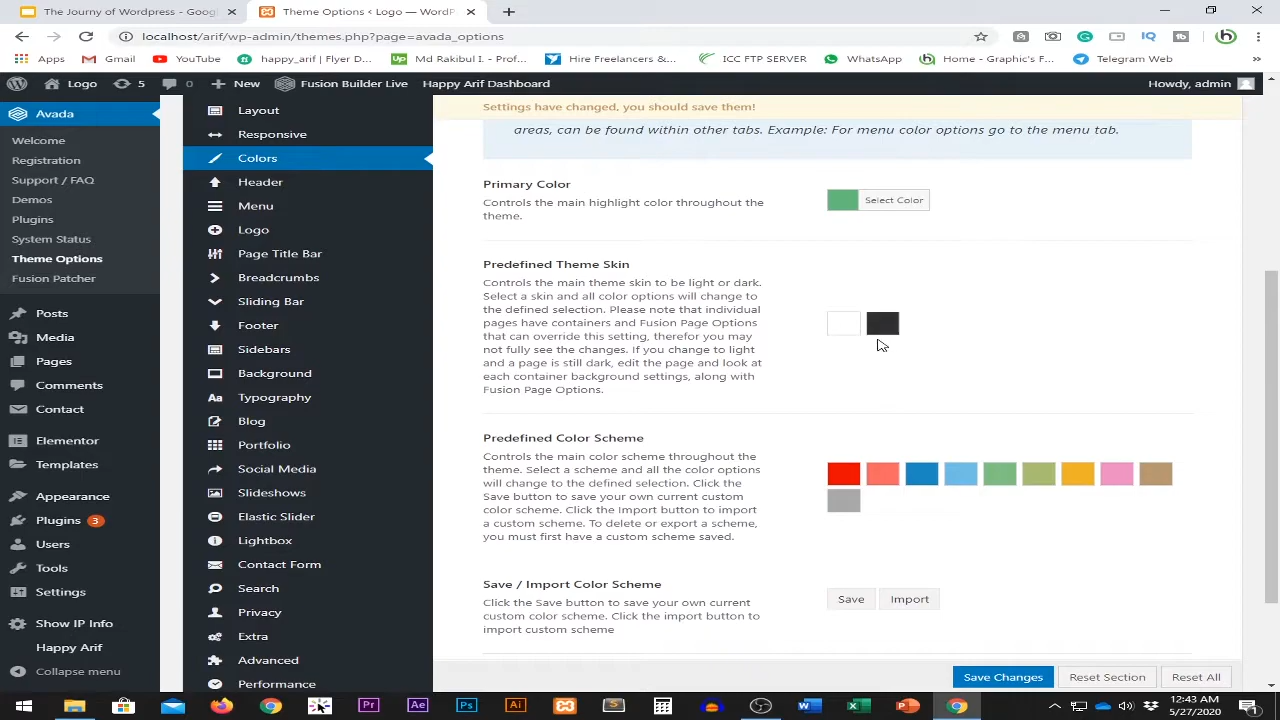 The Journy of Wordpress - Googl
Theme Options < Logo — WordPR
localhost/arif/wp-admin/themes.php?page=avada_options
Apps
Gmail
YouTube
happy_arif | Flyer D...
Md Rakibul I. - Prof...
Hire Freelancers &...
ICC FTP SERVER
WhatsApp
Home - Graphic's F...
Telegram Web
»
Logo
5
0
New
Fusion Builder Live
Happy Arif Dashboard
Howdy, admin
Avada
Welcome
Registration
Support / FAQ
Demos
Plugins
System Status
Theme Options
Fusion Patcher
Posts
Media
Pages
Comments
Contact
Elementor
Templates
Appearance
Plugins 3
Users
Tools
Settings
Show IP Info
Happy Arif
Collapse menu
Layout
Responsive
Colors
Header
Menu
Logo
Page Title Bar
Breadcrumbs
Sliding Bar
Footer
Sidebars
Background
Typography
Blog
Portfolio
Social Media
Slideshows
Elastic Slider
Lightbox
Contact Form
Search
Privacy
Extra
Advanced
Performance
Settings have changed, you should save them!
areas, can be found within other tabs. Example: For menu color options go to the menu tab.
Primary Color
Controls the main highlight color throughout the
theme.
Select Color
Predefined Theme Skin
Controls the main theme skin to be light or dark.
Select a skin and all color options will change to
the defined selection. Please note that individual
pages have containers and Fusion Page Options
that can override this setting, therefor you may
not fully see the changes. If you change to light
and a page is still dark, edit the page and look at
each container background settings, along with
Fusion Page Options.
Predefined Color Scheme
Controls the main color scheme throughout the
theme. Select a scheme and all the color options
will change to the defined selection. Click the
Save button to save your own current custom
color scheme. Click the Import button to import
a custom scheme. To delete or export a scheme,
you must first have a custom scheme saved.
Save / Import Color Scheme
Click the Save button to save your own current
custom color scheme. Click the import button to
import custom scheme
Save
Import
Save Changes
Reset Section
Reset All
12:43 AM
5/27/2020